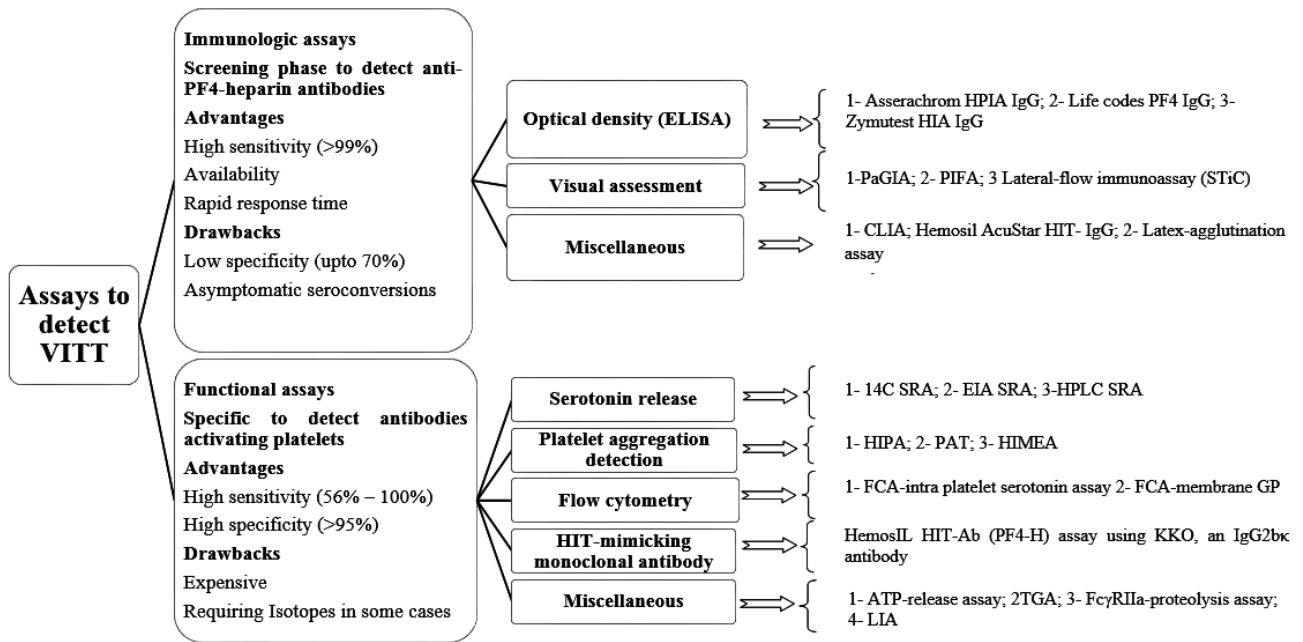 Assays to
detect
VITT
Immunologic assays
Screening phase to detect anti-
PF4-heparin antibodies
Advantages
High sensitivity (>99%)
Availability
Rapid response time
Drawbacks
Low specificity (upto 70%)
Asymptomatic seroconversions
Optical density (ELISA)
1- Asserachrom HPIA IgG; 2- Life codes PF4 IgG; 3-
Zymutest HIA IgG
Visual assessment
1-PaGIA; 2- PIFA; 3 Lateral-flow immunoassay (STiC)
Miscellaneous
1- CLIA; Hemosil AcuStar HIT- IgG; 2- Latex-agglutination
assay
Functional assays
Specific to detect antibodies
activating platelets
Advantages
High sensitivity (56% – 100%)
High specificity (>95%)
Drawbacks
Expensive
Requiring Isotopes in some cases
Serotonin release
1- 14C SRA; 2- EIA SRA; 3-HPLC SRA
Platelet aggregation
detection
1- HIPA; 2- PAT; 3- HIMEA
Flow cytometry
1- FCA-intra platelet serotonin assay 2- FCA-membrane GP
HIT-mimicking
monoclonal antibody
HemosIL HIT-Ab (PF4-H) assay using KKO, an IgG2bκ
antibody
Miscellaneous
1- ATP-release assay; 2TGA; 3- FcγRIIa-proteolysis assay;
4- LIA